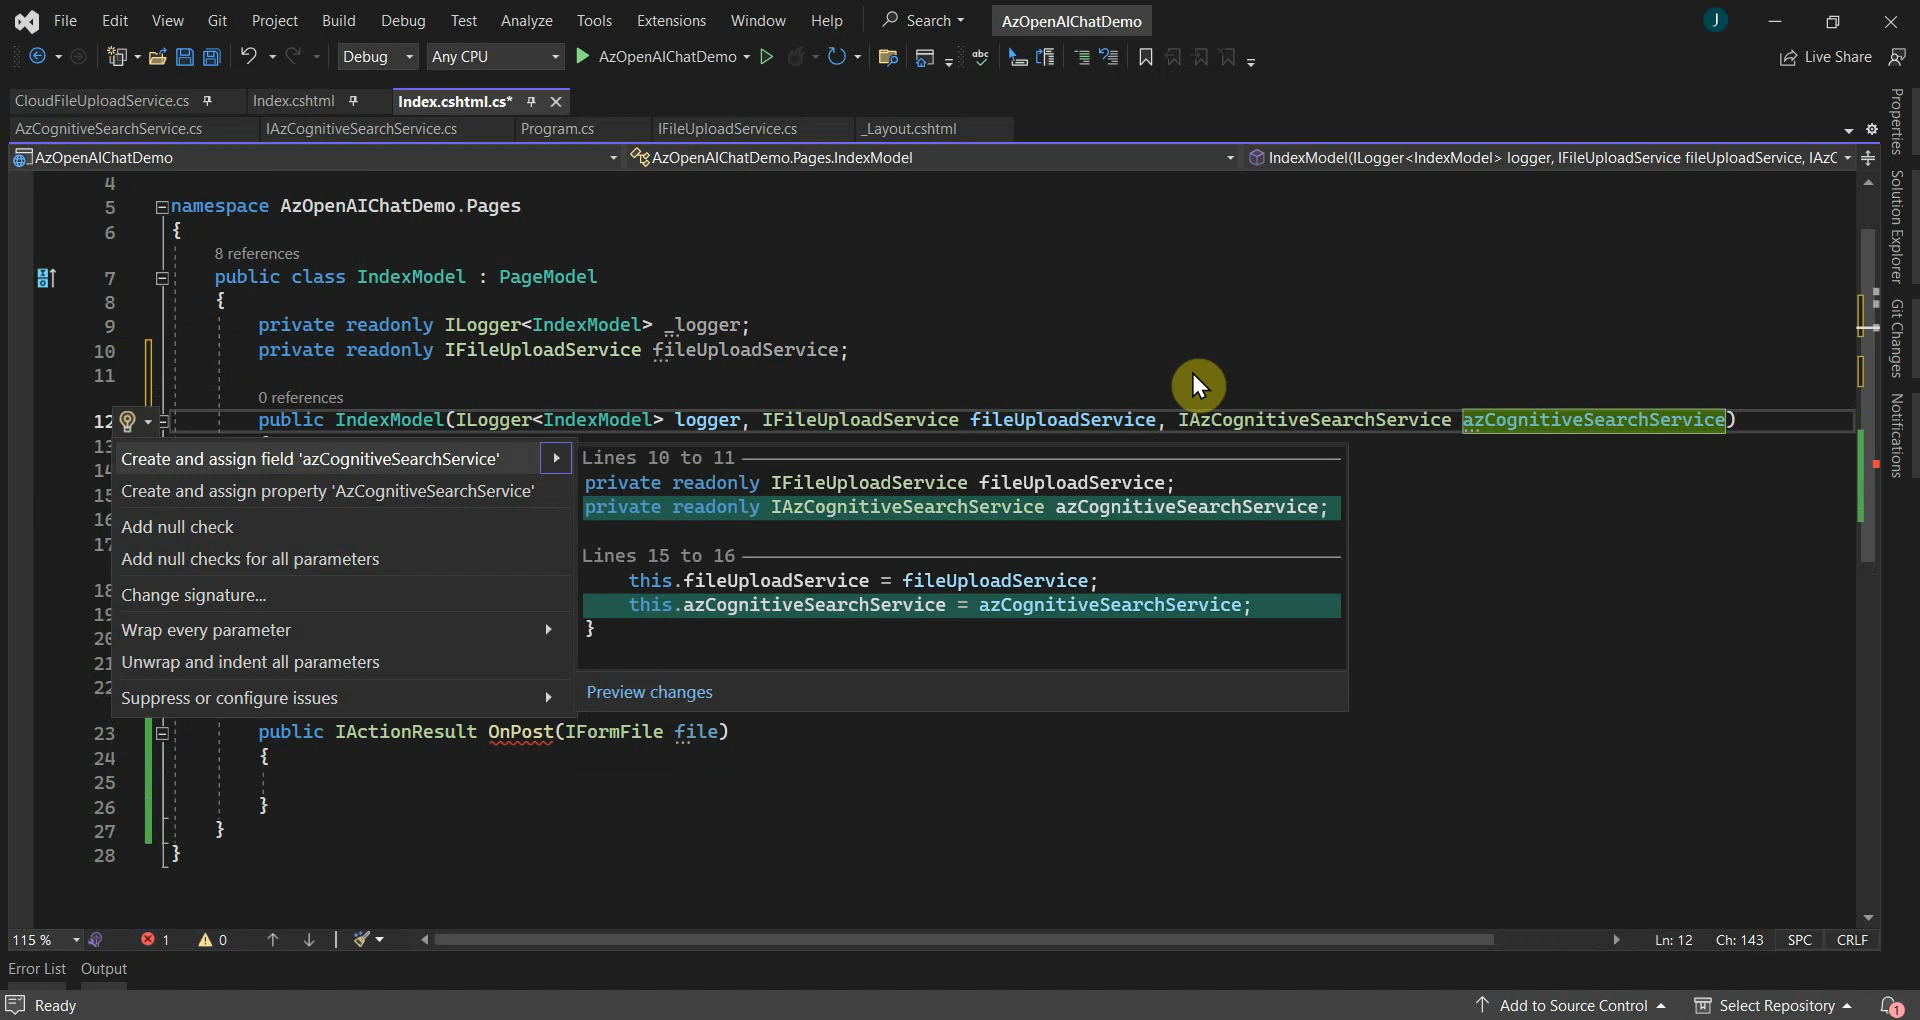 File Edit View Git Project Build Debug Test Analyze Tools Extensions Window Help Search AzOpenAIChatDemo J
Debug Any CPU AzOpenAIChatDemo abc Live Share
CloudFileUploadService.cs Index.cshtml Index.cshtml.cs*
AzCognitiveSearchService.cs IAzCognitiveSearchService.cs Program.cs IFileUploadService.cs _Layout.cshtml
AzOpenAIChatDemo AzOpenAIChatDemo.Pages.IndexModel IndexModel(ILogger<IndexModel> logger, IFileUploadService fileUploadService, IAzC
4
5 namespace AzOpenAIChatDemo.Pages
6 {
8 references
7 public class IndexModel : PageModel
8 {
9 private readonly ILogger<IndexModel> _logger;
10 private readonly IFileUploadService fileUploadService;
11
0 references
12 public IndexModel(ILogger<IndexModel> logger, IFileUploadService fileUploadService, IAzCognitiveSearchService azCognitiveSearchService)
13
Create and assign field 'azCognitiveSearchService'
Create and assign property 'AzCognitiveSearchService'
Add null check
Add null checks for all parameters
Change signature...
Wrap every parameter
Unwrap and indent all parameters
Suppress or configure issues
Lines 10 to 11
private readonly IFileUploadService fileUploadService;
private readonly IAzCognitiveSearchService azCognitiveSearchService;
Lines 15 to 16
this.fileUploadService = fileUploadService;
this.azCognitiveSearchService = azCognitiveSearchService;
}
Preview changes
23 public IActionResult OnPost(IFormFile file)
24 {
25
26 }
27 }
28 }
115 % 1 0 Ln: 12 Ch: 143 SPC CRLF
Error List Output
Ready Add to Source Control Select Repository 1
Properties
Solution Explorer
Git Changes
Notifications